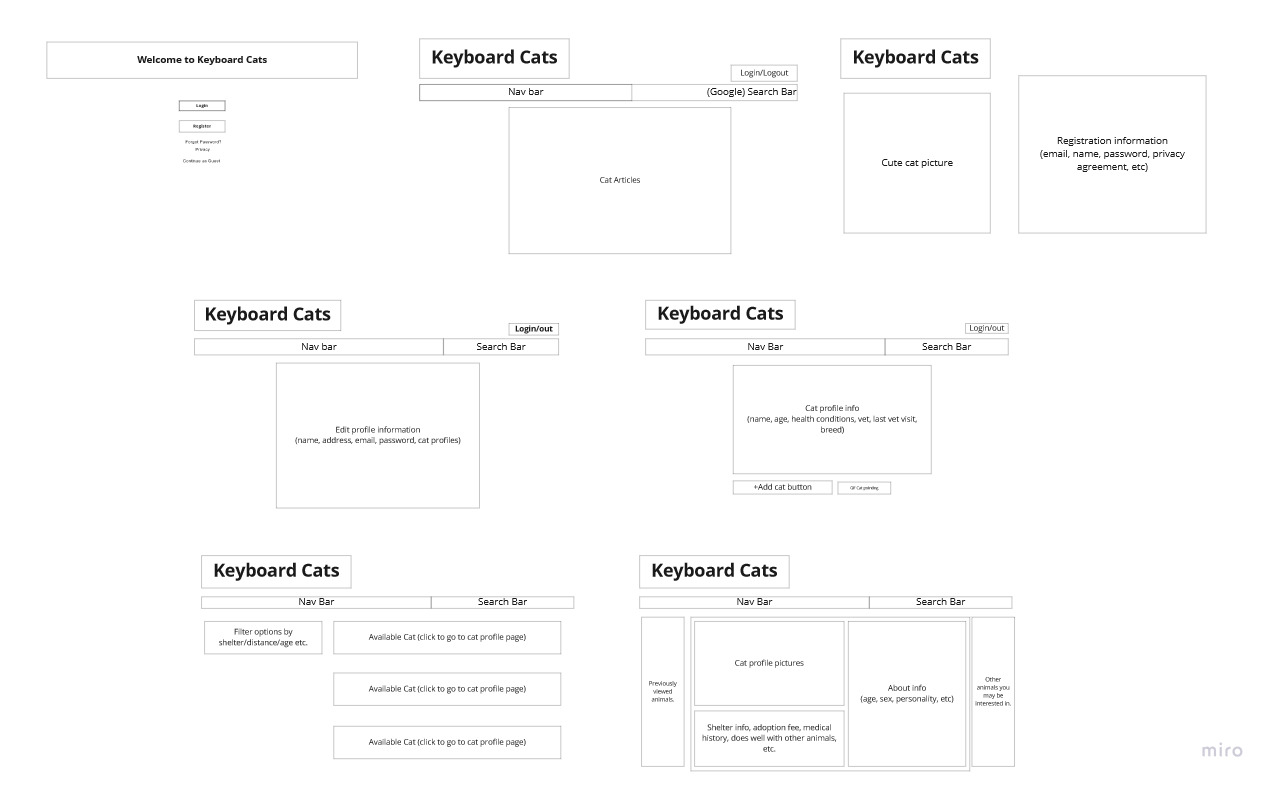 Welcome to Keyboard Cats
Login
Register
Forgot Password?
Privacy
Continue as Guest
Keyboard Cats
Login/Logout
Nav bar
(Google) Search Bar
Cat Articles
Keyboard Cats
Cute cat picture
Registration information
(email, name, password, privacy
agreement, etc)
Keyboard Cats
Login/out
Nav bar
Search Bar
Edit profile information
(name, address, email, password, cat profiles)
Keyboard Cats
Login/out
Nav Bar
Search Bar
Cat profile info
(name, age, health conditions, vet, last vet visit,
breed)
+Add cat button
Cat
Keyboard Cats
Nav Bar
Search Bar
Filter options by
shelter/distance/age etc.
Available Cat (click to go to cat profile page)
Available Cat (click to go to cat profile page)
Available Cat (click to go to cat profile page)
Keyboard Cats
Nav Bar
Search Bar
Previously
viewed
animals.
Cat profile pictures
Shelter info, adoption fee, medical
history, does well with other animals,
etc.
About info
(age, sex, personality, etc)
Other
animals you
may be
interested in.
miro